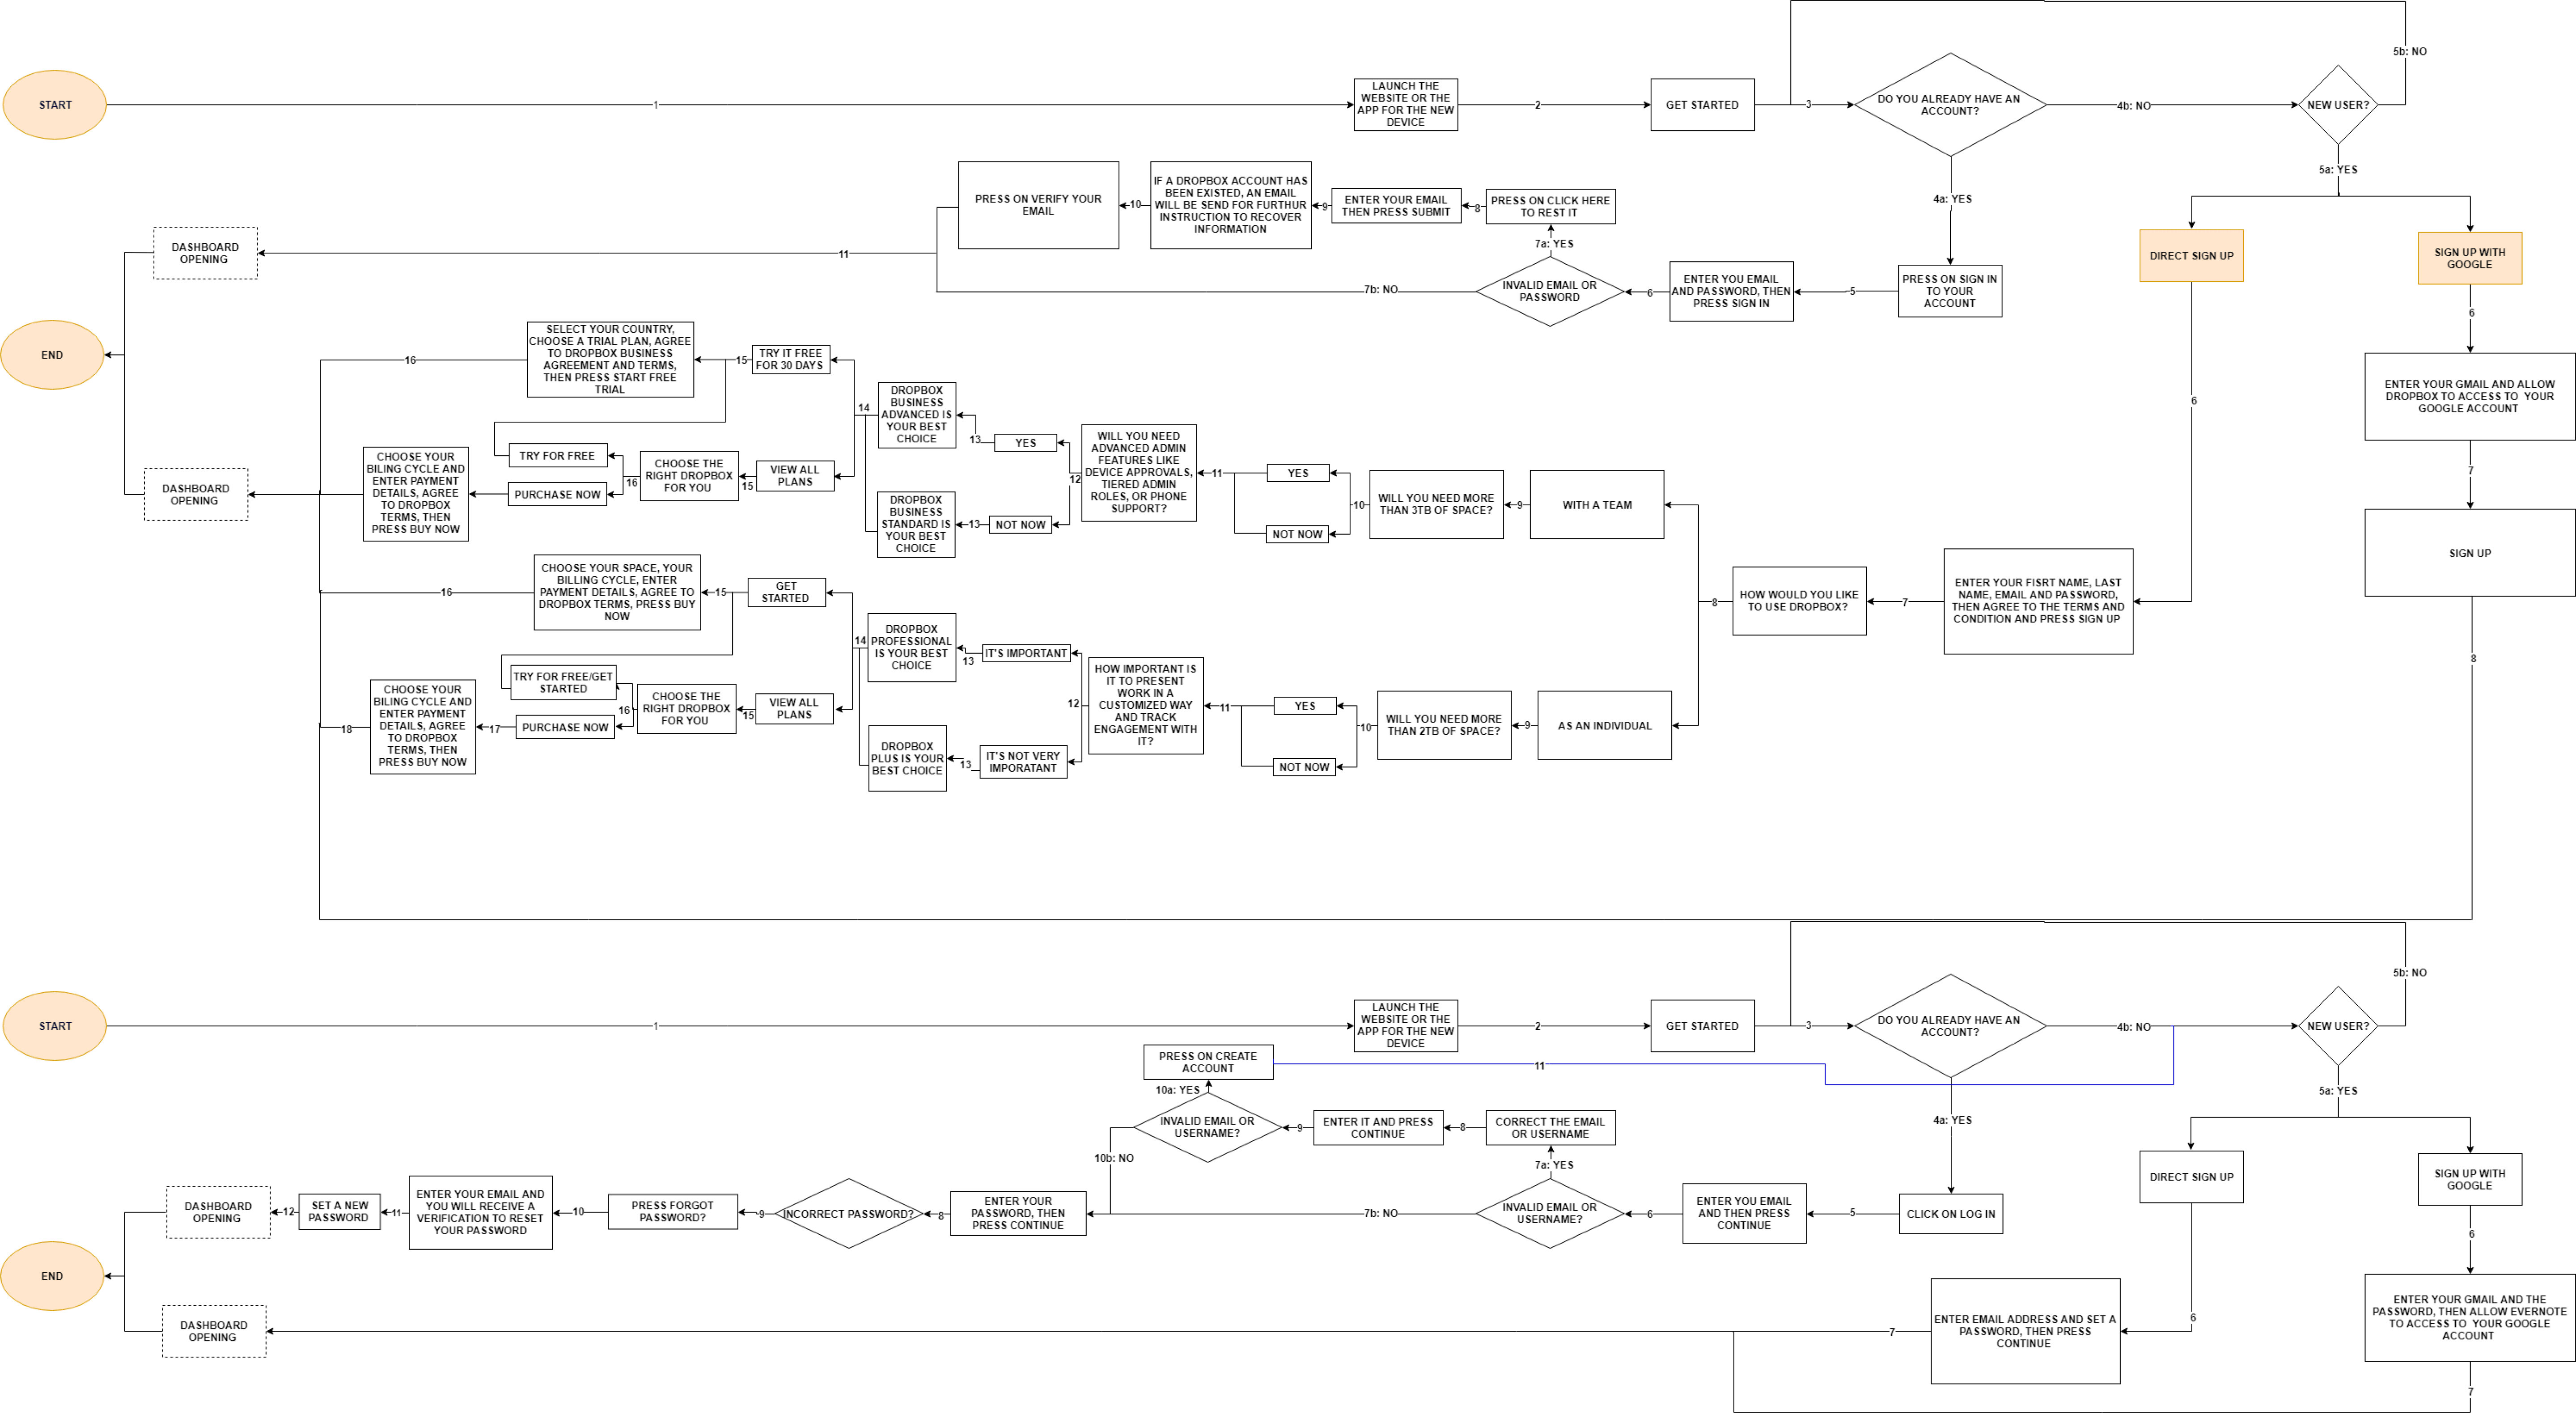 START
1
LAUNCH THE
WEBSITE OR THE
APP FOR THE NEW
DEVICE
2
GET STARTED
3
DO YOU ALREADY HAVE AN
ACCOUNT?
4b: NO
NEW USER?
5b: NO
5a: YES
4a: YES
DIRECT SIGN UP
SIGN UP WITH
GOOGLE
6
ENTER YOUR GMAIL AND ALLOW
DROPBOX TO ACCESS TO YOUR
GOOGLE ACCOUNT
7
SIGN UP
8
PRESS ON SIGN IN
TO YOUR
ACCOUNT
5
ENTER YOU EMAIL
AND PASSWORD, THEN
PRESS SIGN IN
6
INVALID EMAIL OR
PASSWORD
7a: YES
7b: NO
PRESS ON CLICK HERE
TO REST IT
8
ENTER YOUR EMAIL
THEN PRESS SUBMIT
9
IF A DROPBOX ACCOUNT HAS
BEEN EXISTED, AN EMAIL
WILL BE SEND FOR FURTHUR
INSTRUCTION TO RECOVER
INFORMATION
10
PRESS ON VERIFY YOUR
EMAIL
11
DASHBOARD
OPENING
END
6
ENTER YOUR FISRT NAME, LAST
NAME, EMAIL AND PASSWORD,
THEN AGREE TO THE TERMS AND
CONDITION AND PRESS SIGN UP
7
HOW WOULD YOU LIKE
TO USE DROPBOX?
8
WITH A TEAM
9
WILL YOU NEED MORE
THAN 3TB OF SPACE?
10
YES
NOT NOW
11
WILL YOU NEED
ADVANCED ADMIN
FEATURES LIKE
DEVICE APPROVALS,
TIERED ADMIN
ROLES, OR PHONE
SUPPORT?
12
YES
NOT NOW
13
13
DROPBOX
BUSINESS
ADVANCED IS
YOUR BEST
CHOICE
DROPBOX
BUSINESS
STANDARD IS
YOUR BEST
CHOICE
14
TRY IT FREE
FOR 30 DAYS
15
SELECT YOUR COUNTRY,
CHOOSE A TRIAL PLAN, AGREE
TO DROPBOX BUSINESS
AGREEMENT AND TERMS,
THEN PRESS START FREE
TRIAL
16
VIEW ALL
PLANS
15
CHOOSE THE
RIGHT DROPBOX
FOR YOU
16
TRY FOR FREE
PURCHASE NOW
CHOOSE YOUR
BILING CYCLE AND
ENTER PAYMENT
DETAILS, AGREE
TO DROPBOX
TERMS, THEN
PRESS BUY NOW
DASHBOARD
OPENING
AS AN INDIVIDUAL
9
WILL YOU NEED MORE
THAN 2TB OF SPACE?
10
YES
NOT NOW
11
HOW IMPORTANT IS
IT TO PRESENT
WORK IN A
CUSTOMIZED WAY
AND TRACK
ENGAGEMENT WITH
IT?
12
IT'S IMPORTANT
IT'S NOT VERY
IMPORATANT
13
13
DROPBOX
PROFESSIONAL
IS YOUR BEST
CHOICE
DROPBOX
PLUS IS YOUR
BEST CHOICE
14
GET
STARTED
15
CHOOSE YOUR SPACE, YOUR
BILLING CYCLE, ENTER
PAYMENT DETAILS, AGREE TO
DROPBOX TERMS, PRESS BUY
NOW
16
VIEW ALL
PLANS
15
CHOOSE THE
RIGHT DROPBOX
FOR YOU
16
TRY FOR FREE/GET
STARTED
PURCHASE NOW
17
CHOOSE YOUR
BILING CYCLE AND
ENTER PAYMENT
DETAILS, AGREE
TO DROPBOX
TERMS, THEN
PRESS BUY NOW
18
START
1
LAUNCH THE
WEBSITE OR THE
APP FOR THE NEW
DEVICE
2
GET STARTED
3
DO YOU ALREADY HAVE AN
ACCOUNT?
4b: NO
NEW USER?
5b: NO
5a: YES
4a: YES
DIRECT SIGN UP
SIGN UP WITH
GOOGLE
6
ENTER YOUR GMAIL AND THE
PASSWORD, THEN ALLOW EVERNOTE
TO ACCESS TO YOUR GOOGLE
ACCOUNT
7
6
ENTER EMAIL ADDRESS AND SET A
PASSWORD, THEN PRESS
CONTINUE
7
CLICK ON LOG IN
5
ENTER YOU EMAIL
AND THEN PRESS
CONTINUE
6
INVALID EMAIL OR
USERNAME?
7a: YES
7b: NO
CORRECT THE EMAIL
OR USERNAME
8
ENTER IT AND PRESS
CONTINUE
9
INVALID EMAIL OR
USERNAME?
10a: YES
10b: NO
PRESS ON CREATE
ACCOUNT
11
ENTER YOUR
PASSWORD, THEN
PRESS CONTINUE
8
INCORRECT PASSWORD?
9
PRESS FORGOT
PASSWORD?
10
ENTER YOUR EMAIL AND
YOU WILL RECEIVE A
VERIFICATION TO RESET
YOUR PASSWORD
11
SET A NEW
PASSWORD
12
DASHBOARD
OPENING
END
DASHBOARD
OPENING